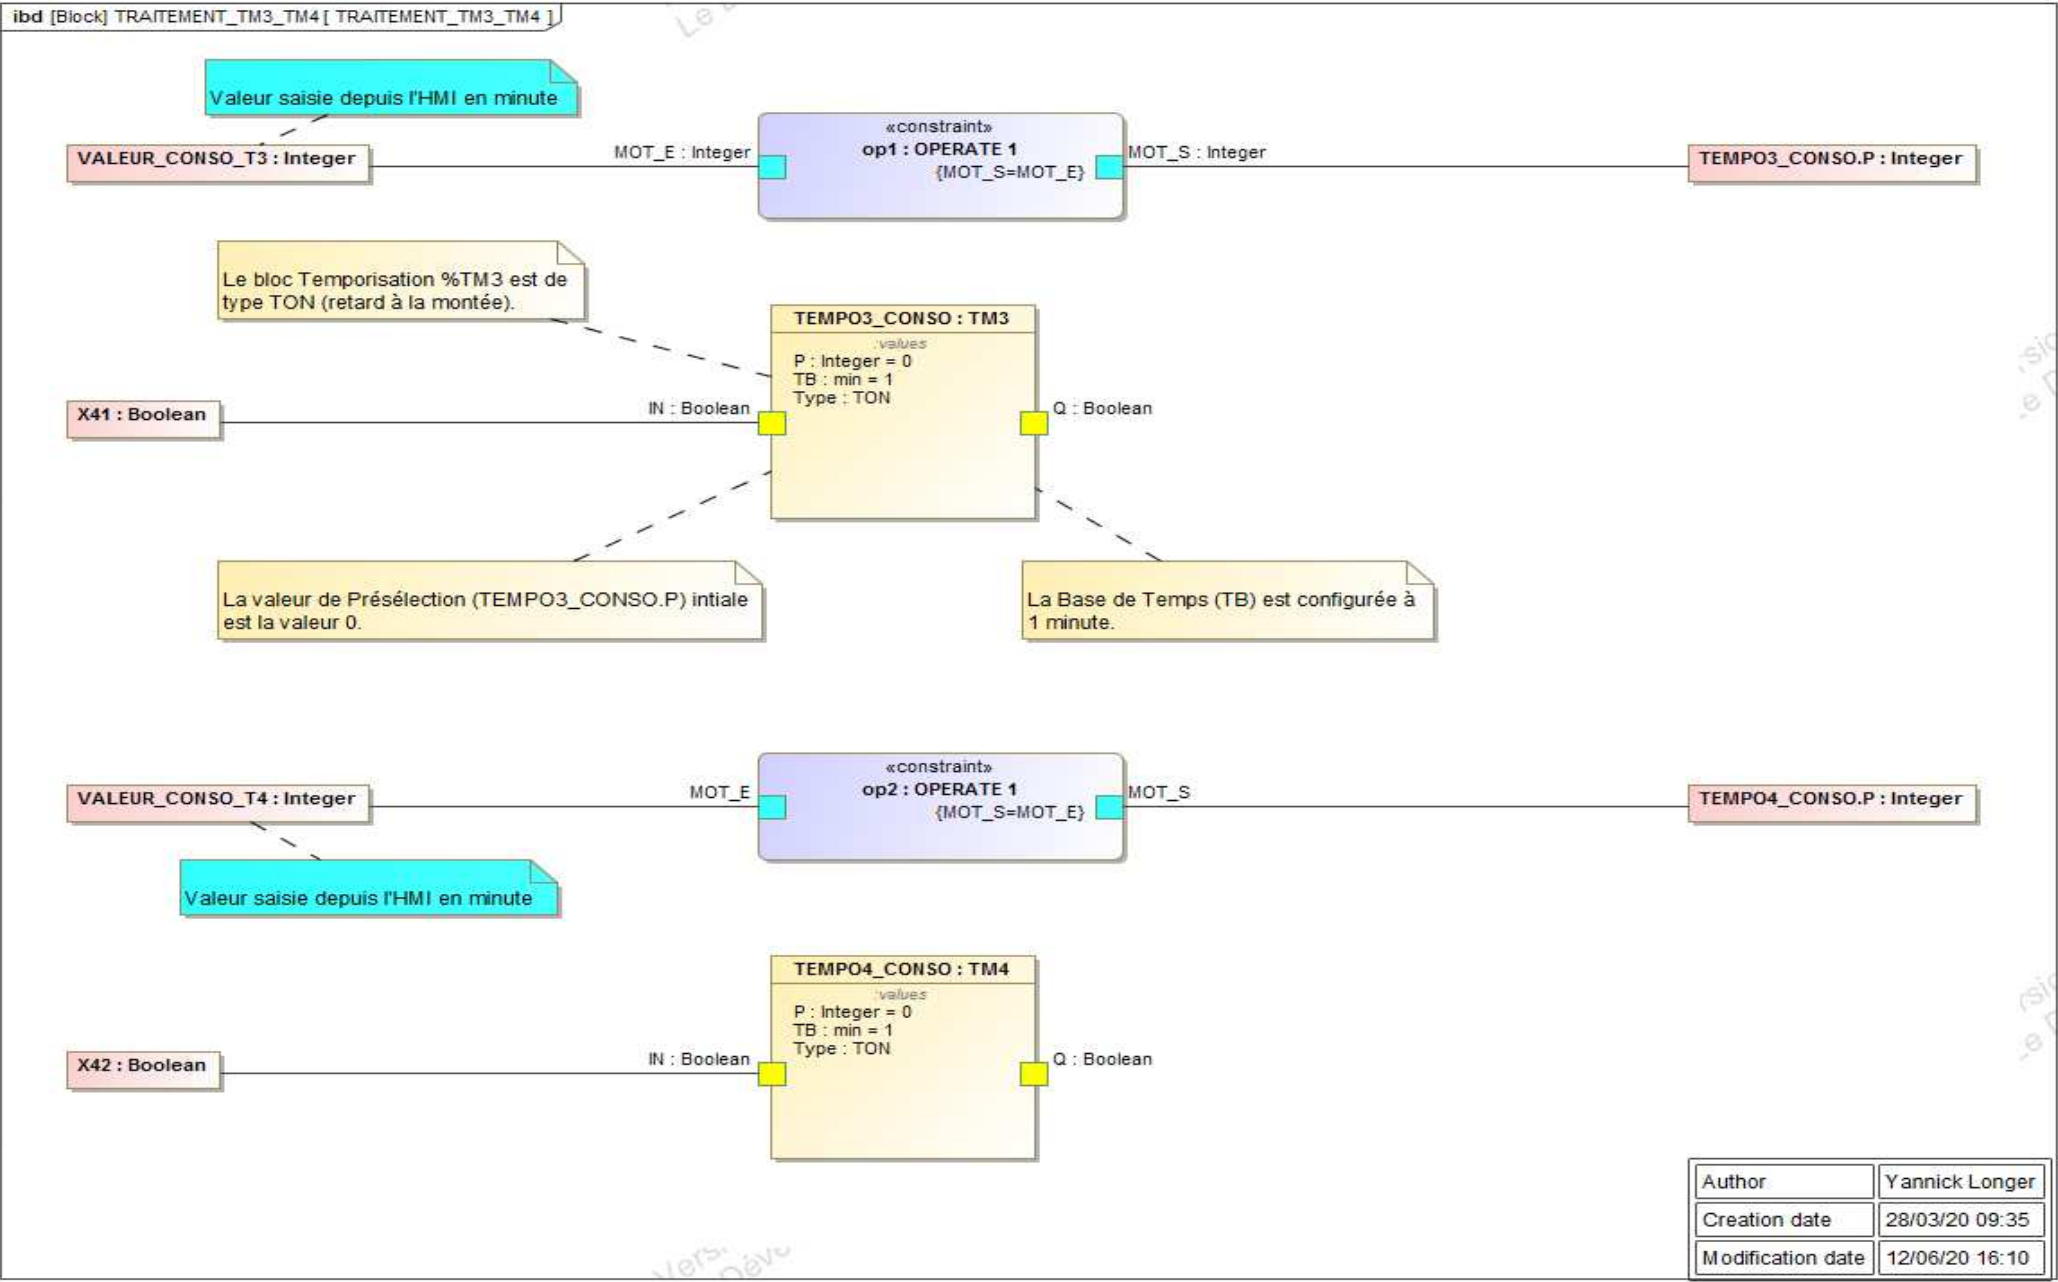 ibd [Block] TRAITEMENT_TM3_TM4 [ TRAITEMENT_TM3_TM4 ]
Le
Valeur saisie depuis l'HMI en minute
VALEUR_CONSO_T3 : Integer
MOT_E : Integer
«constraint»
op1 : OPERATE 1
{MOT_S=MOT_E}
MOT_S : Integer
TEMPO3_CONSO.P : Integer
Le bloc Temporisation %TM3 est de
type TON (retard à la montée).
TEMPO3_CONSO : TM3
:values
P : Integer = 0
TB : min = 1
Type : TON
X41 : Boolean
IN : Boolean
Q : Boolean
La valeur de Présélection (TEMPO3_CONSO.P) intiale
est la valeur 0.
La Base de Temps (TB) est configurée à
1 minute.
VALEUR_CONSO_T4 : Integer
MOT_E
«constraint»
op2 : OPERATE 1
{MOT_S=MOT_E}
MOT_S
TEMPO4_CONSO.P : Integer
Valeur saisie depuis l'HMI en minute
TEMPO4_CONSO : TM4
:values
P : Integer = 0
TB : min = 1
Type : TON
X42 : Boolean
IN : Boolean
Q : Boolean
Author Yannick Longer
Creation date 28/03/20 09:35
Modification date 12/06/20 16:10